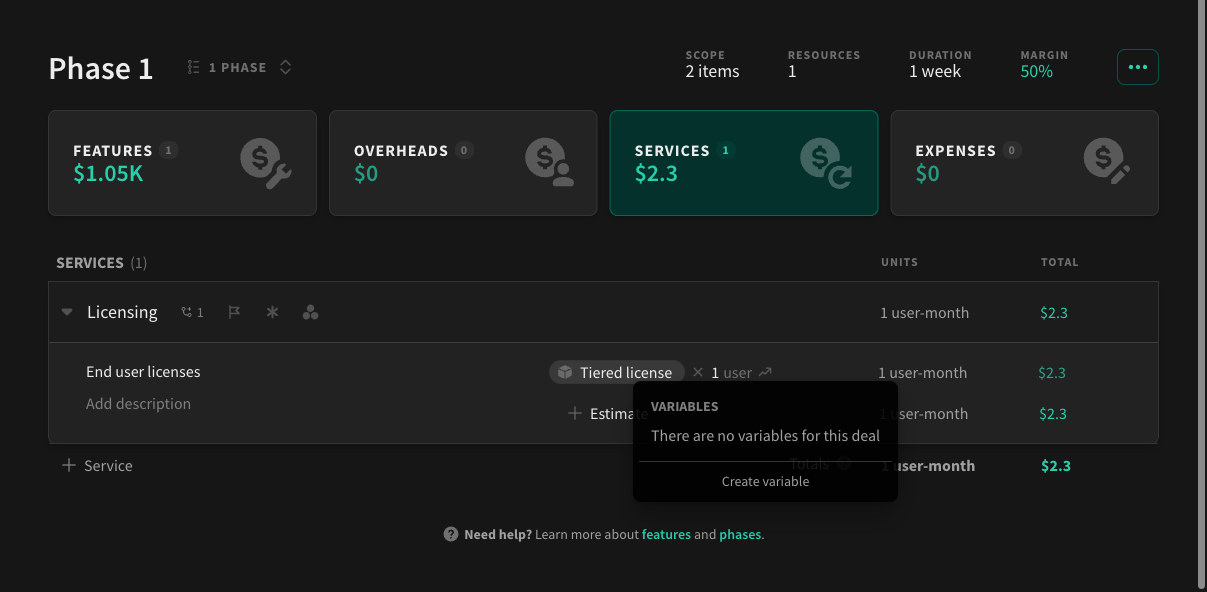 Phase 1
1 PHASE
SCOPE
2 items
RESOURCES
1
DURATION
1 week
MARGIN
50%
FEATURES 1
$1.05K
OVERHEADS 0
$0
SERVICES 1
$2.3
EXPENSES 0
$0
SERVICES (1)
UNITS
TOTAL
Licensing 1
1 user-month
$2.3
End user licenses
Tiered license × 1 user
1 user-month
$2.3
Add description
+ Estimate
1 user-month
$2.3
VARIABLES
There are no variables for this deal
Create variable
+ Service
Totals
1 user-month
$2.3
Need help? Learn more about features and phases.